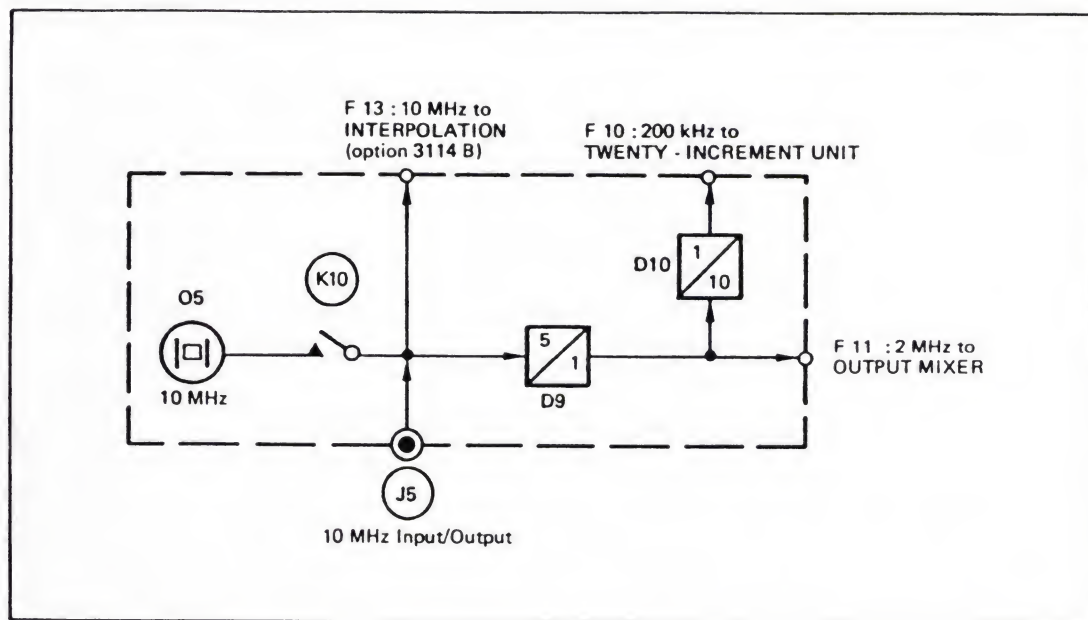 F 13 : 10 MHz to
INTERPOLATION
(option 3114 B)
F 10 : 200 kHz to
TWENTY - INCREMENT UNIT
K10
D10
1
10
O5
10 MHz
5
1
D9
F 11 : 2 MHz to
OUTPUT MIXER
J5
10 MHz Input/Output